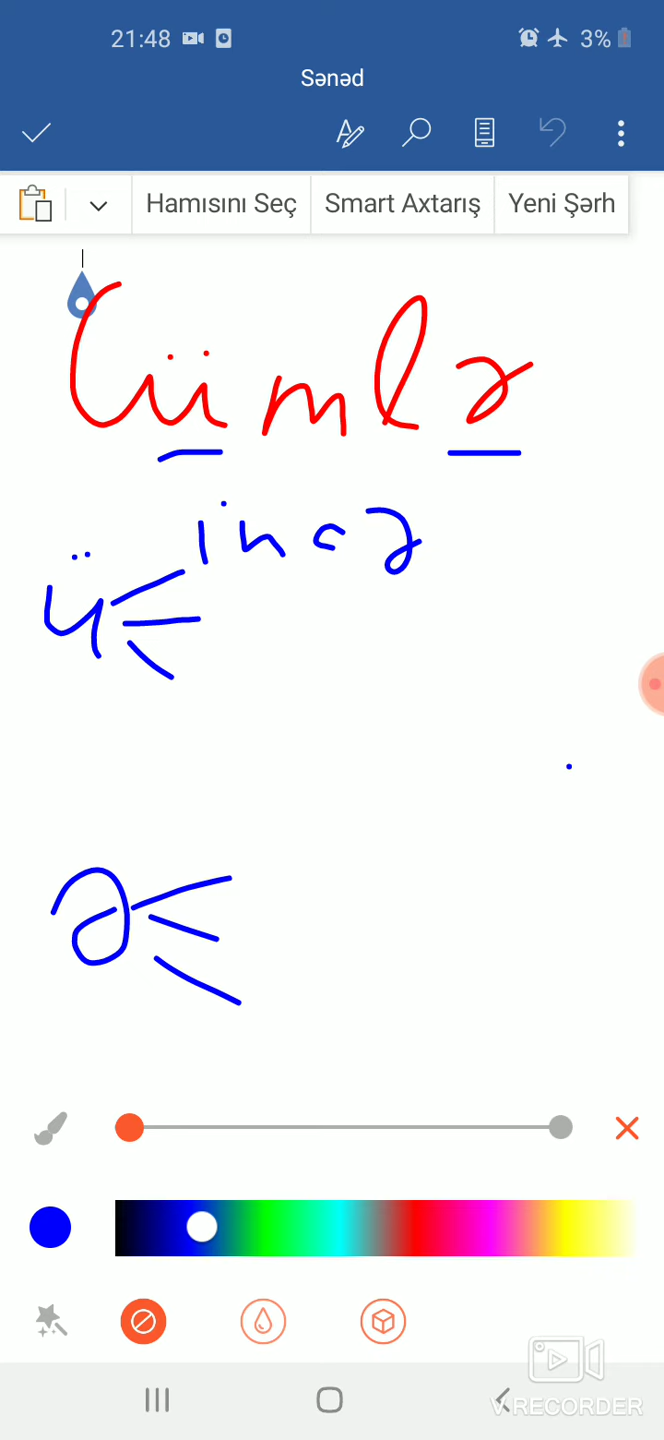 21:48
3%
Sənəd
Hamısını Seç Smart Axtarış Yeni Şərh
Cümlə
incə
ü
ə
V RECORDER